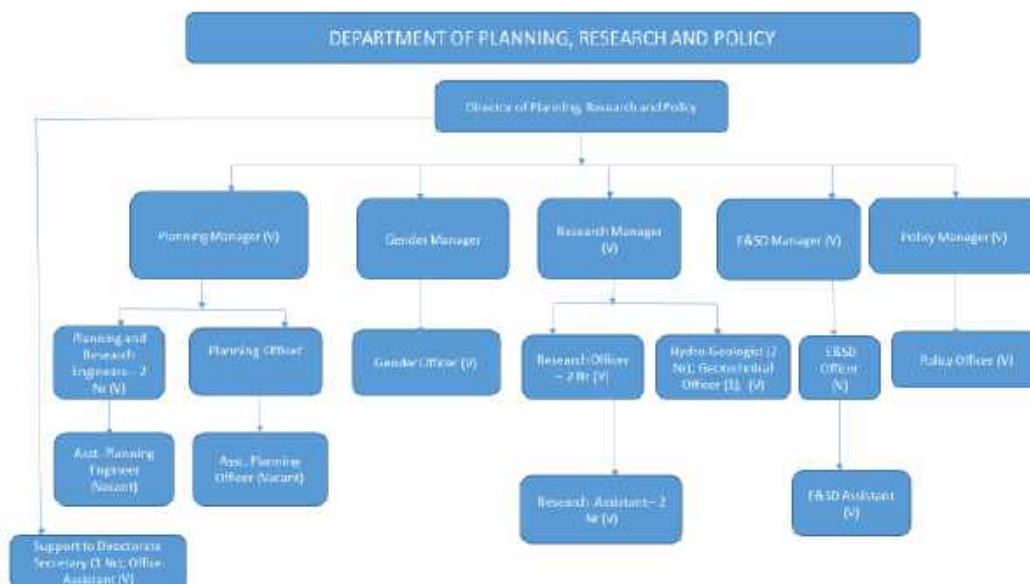 DEPARTMENT OF PLANNING, RESEARCH AND POLICY
Director of Planning, Research and Policy
Planning Manager (V)
Gender Manager
Research Manager
(V)
E&SD Manager (V)
Policy Manager (V)
Planning and
Research
Engineers – 2
Nr (V)
Planning Officer
Gender Officer (V)
Research Officer
– 2 Nr (V)
Hydro-Geologist (2
Nr); Geotechnical
Officer (1), (V)
E&SD
Officer
(V)
Policy Officer (V)
Asst. Planning
Engineer
(Vacant)
Asst. Planning
Officer (Vacant)
Research Assistant – 2
Nr (V)
E&SD Assistant
(V)
Support to Directorate
Secretary (1 Nr); Office
Assistant (V)